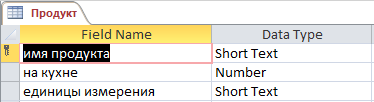 Продукт
Field Name Data Type
имя продукта Short Text
на кухне Number
единицы измерения Short Text